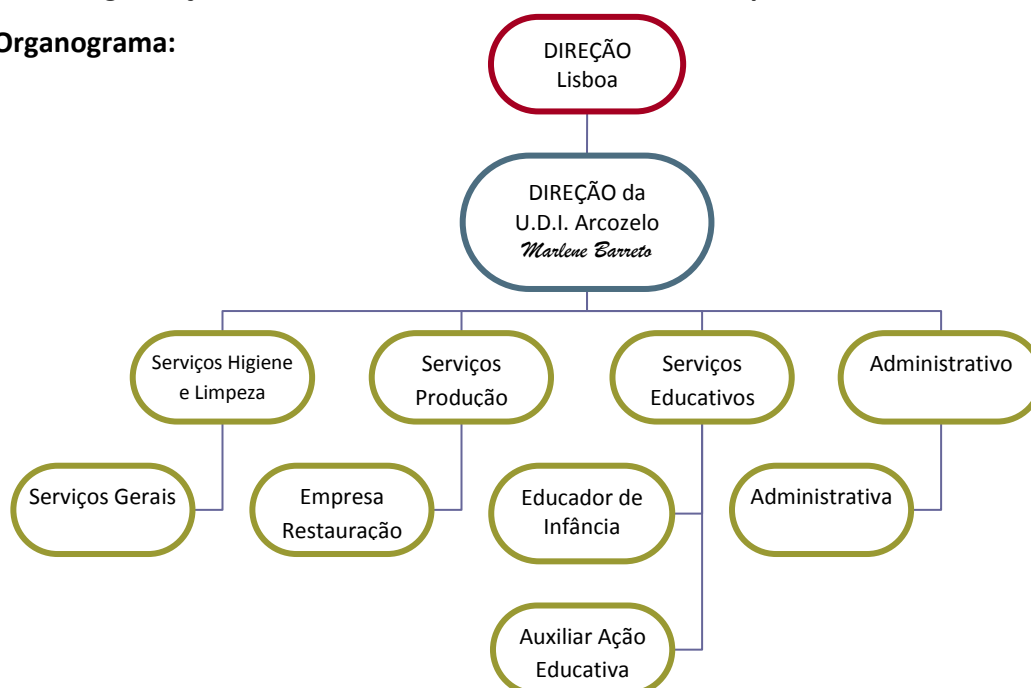 Organograma:
DIREÇÃO
Lisboa
DIREÇÃO da
U.D.I. Arcozelo
Marlene Barreto
Serviços Higiene
e Limpeza
Serviços
Produção
Serviços
Educativos
Administrativo
Serviços Gerais
Empresa
Restauração
Educador de
Infância
Administrativa
Auxiliar Ação
Educativa